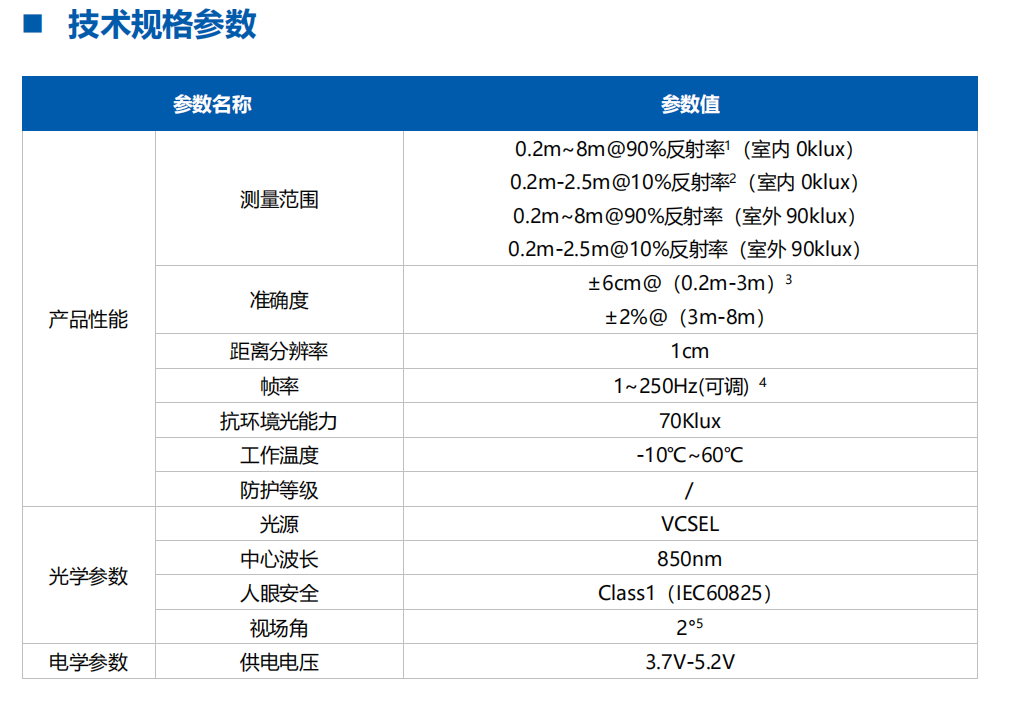 技术规格参数
参数名称 参数值
产品性能
测量范围
0.2m~8m@90%反射率¹（室内 0klux）
0.2m-2.5m@10%反射率²（室内 0klux）
0.2m~8m@90%反射率（室外 90klux）
0.2m-2.5m@10%反射率（室外 90klux）
准确度
±6cm@（0.2m-3m）³
±2%@（3m-8m）
距离分辨率 1cm
帧率 1~250Hz(可调) ⁴
抗环境光能力 70Klux
工作温度 -10℃~60℃
防护等级 /
光学参数
光源 VCSEL
中心波长 850nm
人眼安全 Class1（IEC60825）
视场角 2°⁵
电学参数 供电电压 3.7V-5.2V